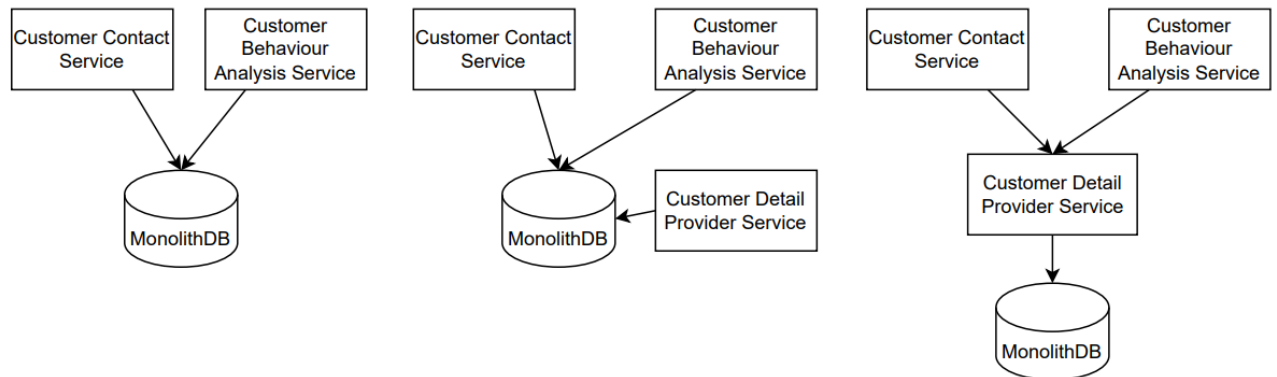 Customer Contact
Service
Customer
Behaviour
Analysis Service
MonolithDB
Customer Contact
Service
Customer
Behaviour
Analysis Service
MonolithDB
Customer Detail
Provider Service
Customer Contact
Service
Customer
Behaviour
Analysis Service
Customer Detail
Provider Service
MonolithDB